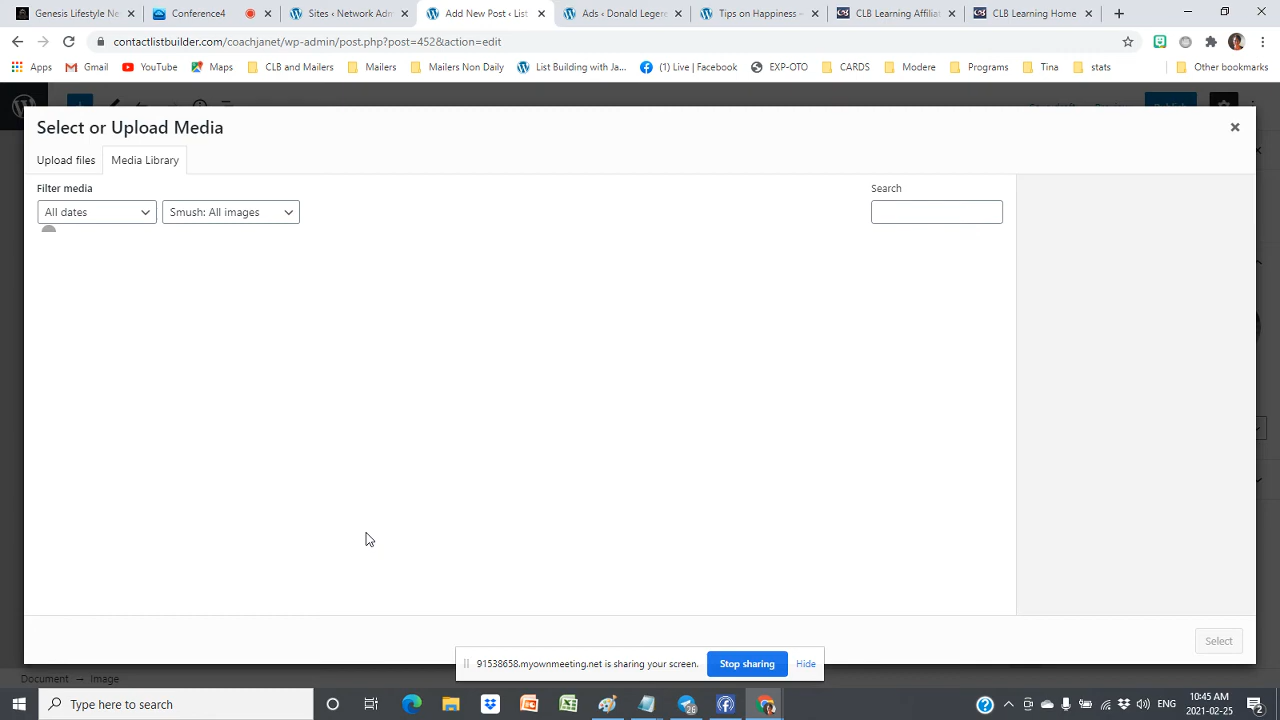 Genesis Lifestyle Ne
Conference4
Sites ‹ Network Adm
Add New Post ‹ List
Add ‹ Donald Legere
Tips on Happiness –
CLB Learning Affiliat
CLB Learning Home
contactlistbuilder.com/coachjanet/wp-admin/post.php?post=452&action=edit
Apps
Gmail
YouTube
Maps
CLB and Mailers
Mailers
Mailers Non Daily
List Building with Ja...
(1) Live | Facebook
EXP-OTO
CARDS
Modere
Programs
Tina
stats
Other bookmarks
Select or Upload Media
Upload files
Media Library
Filter media
Search
All dates
Smush: All images
Select
91538658.myownmeeting.net is sharing your screen.
Stop sharing
Hide
Document → Image
Type here to search
26
ENG
10:45 AM
2021-02-25
2